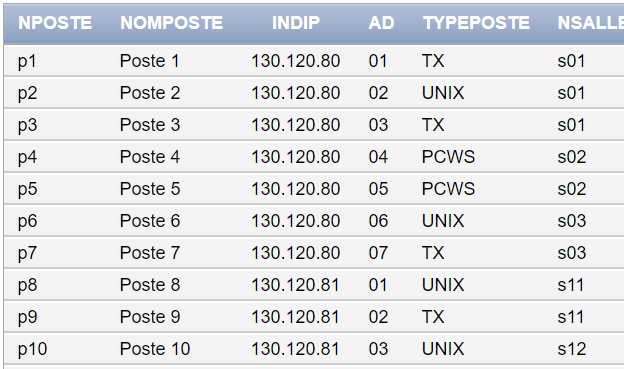 NPOSTE NOMPOSTE INDIP AD TYPEPOSTE NSALLE
p1 Poste 1 130.120.80 01 TX s01
p2 Poste 2 130.120.80 02 UNIX s01
p3 Poste 3 130.120.80 03 TX s01
p4 Poste 4 130.120.80 04 PCWS s02
p5 Poste 5 130.120.80 05 PCWS s02
p6 Poste 6 130.120.80 06 UNIX s03
p7 Poste 7 130.120.80 07 TX s03
p8 Poste 8 130.120.81 01 UNIX s11
p9 Poste 9 130.120.81 02 TX s11
p10 Poste 10 130.120.81 03 UNIX s12